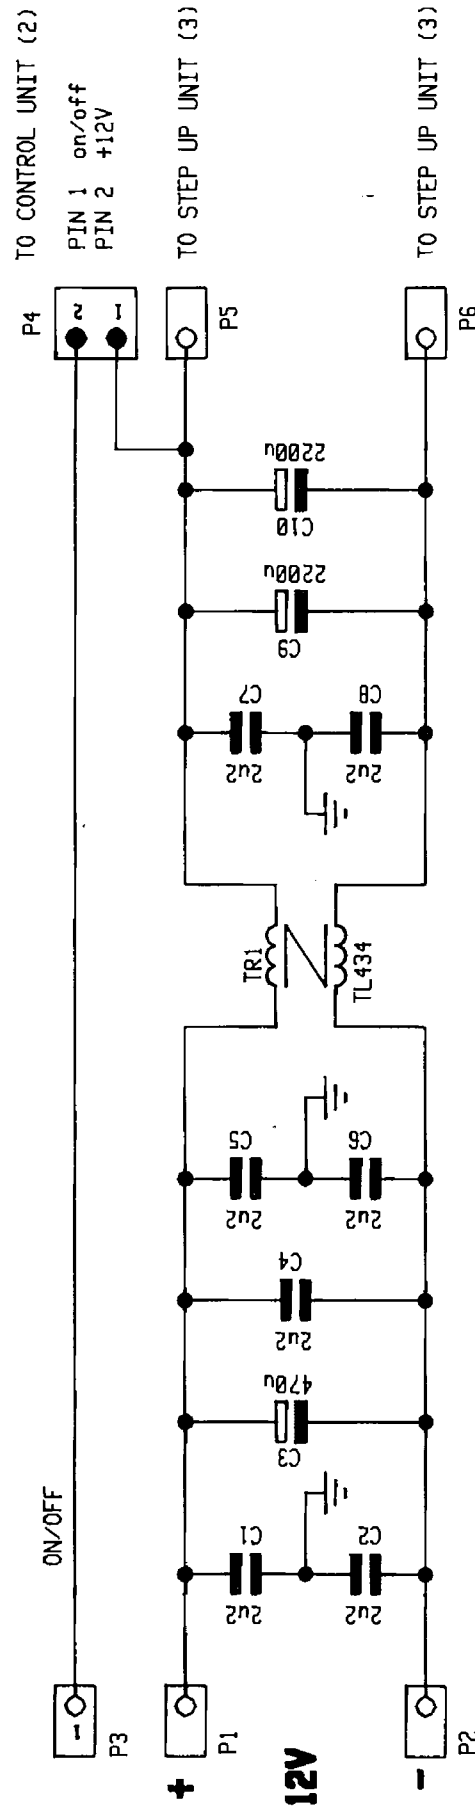 TO CONTROL UNIT (2)
PIN 1 on/off
PIN 2 +12V
P4
2
1
TO STEP UP UNIT (3)
P5
TO STEP UP UNIT (3)
P6
ON/OFF
1
P3
+
P1
12V
-
P2
C1
2u2
C2
2u2
C3
470u
C4
2u2
C5
2u2
C6
2u2
TR1
TL434
C7
2u2
C8
2u2
C9
2200u
C10
2200u